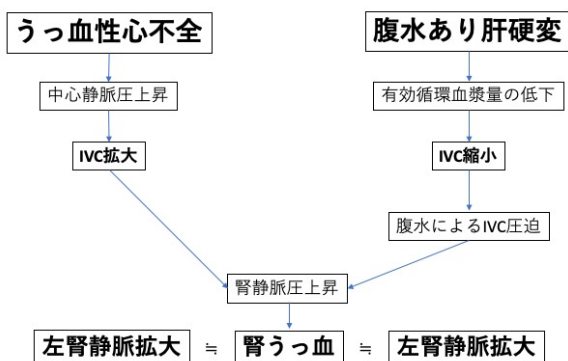 うっ血性心不全
腹水あり肝硬変
中心静脈圧上昇
有効循環血漿量の低下
IVC拡大
IVC縮小
腹水によるIVC圧迫
腎静脈圧上昇
左腎静脈拡大 ≒ 腎うっ血 ≒ 左腎静脈拡大